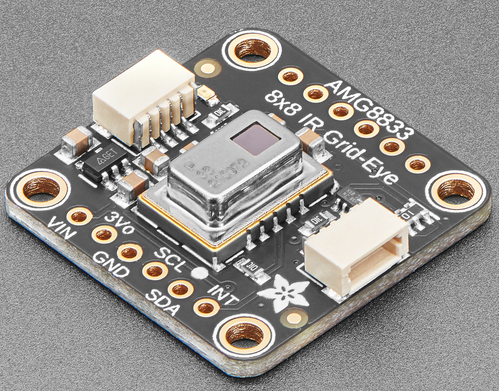 AMG8833
8x8 IR Grid-Eye
VIN
3Vo
GND
SCL
SDA
INT